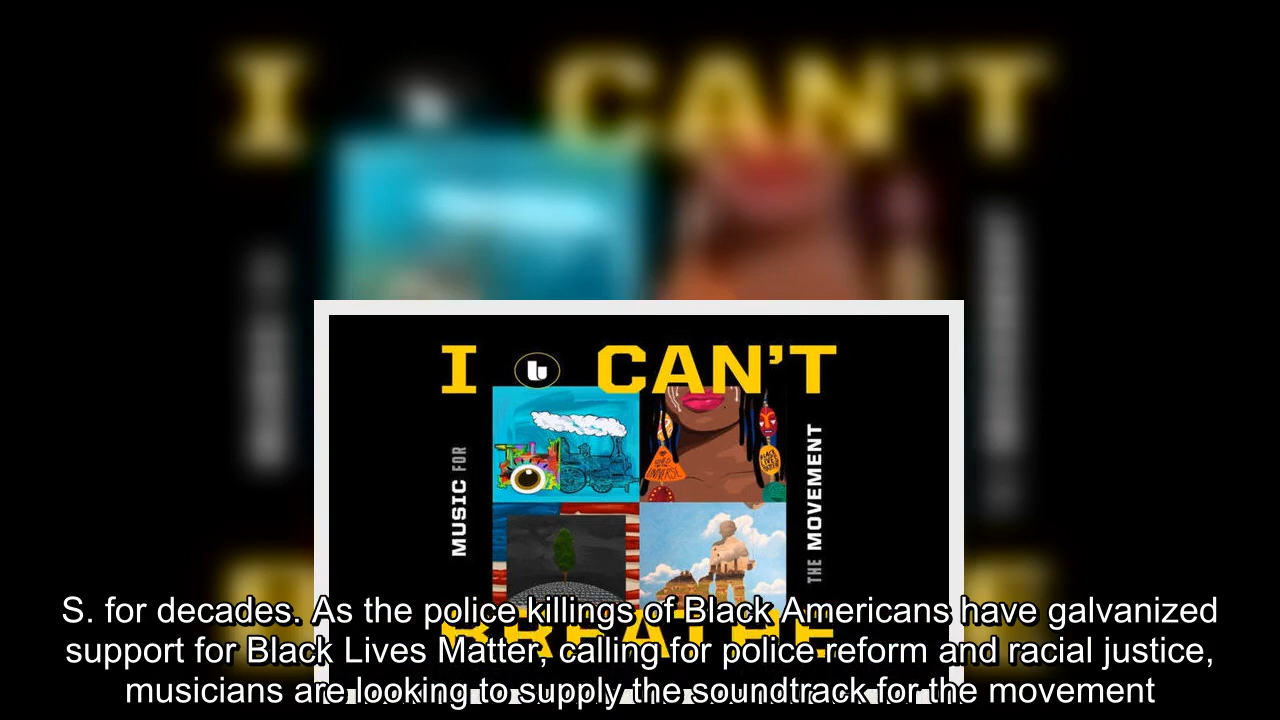 I CAN'T
MUSIC FOR
THE MOVEMENT
BREATHE
S. for decades. As the police killings of Black Americans have galvanized
support for Black Lives Matter, calling for police reform and racial justice,
musicians are looking to supply the soundtrack for the movement